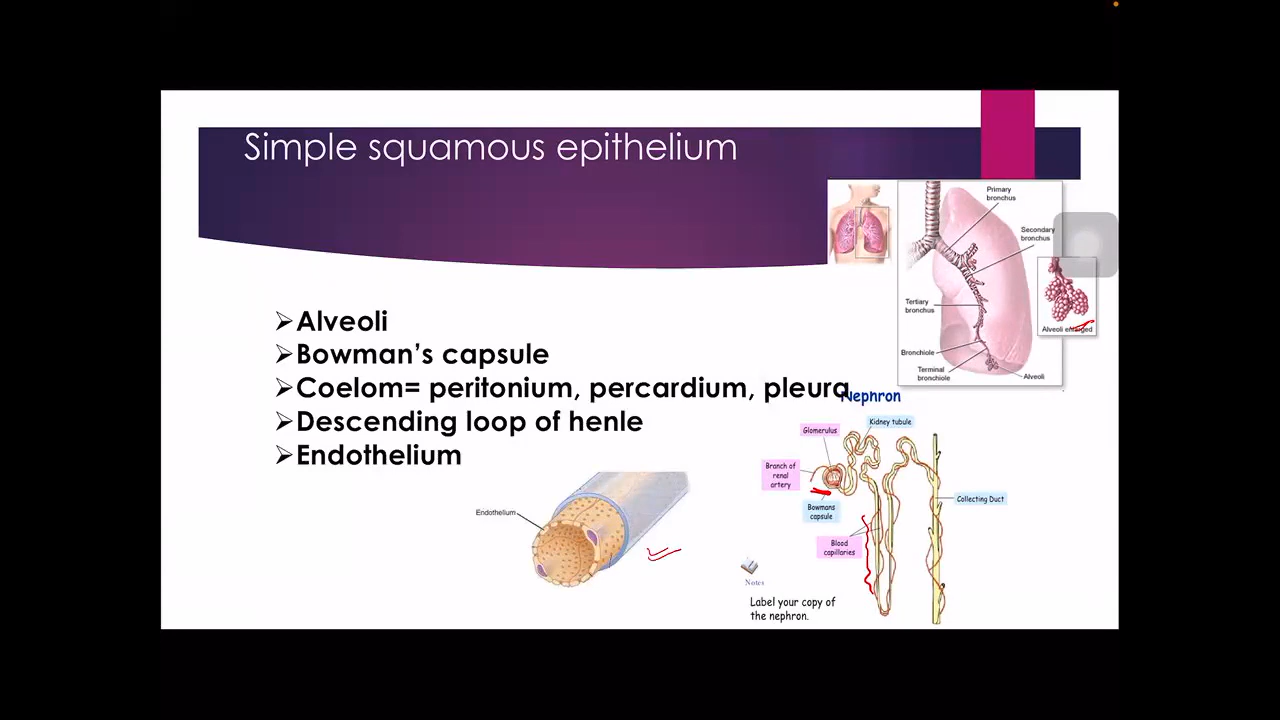 Simple squamous epithelium
Primary
bronchus
Secondary
bronchus
Tertiary
bronchus
Alveoli enlarged
Bronchiole
Terminal
bronchiole
Alveoli
➢Alveoli
➢Bowman’s capsule
➢Coelom= peritonium, percardium, pleura
➢Descending loop of henle
➢Endothelium
Endothelium
Nephron
Kidney tubule
Glomerulus
Branch of
renal
artery
Bowmans
capsule
Collecting Duct
Blood
capillaries
Notes
Label your copy of
the nephron.